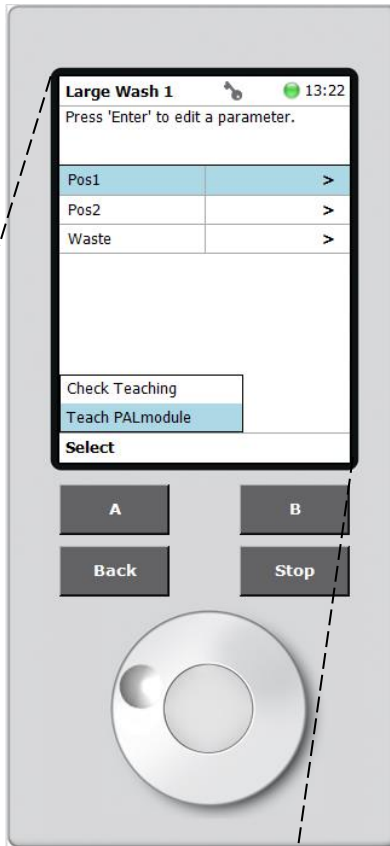 Large Wash 1 13:22
Press 'Enter' to edit a parameter.
Pos1 >
Pos2 >
Waste >
Check Teaching
Teach PALmodule
Select
A B
Back Stop